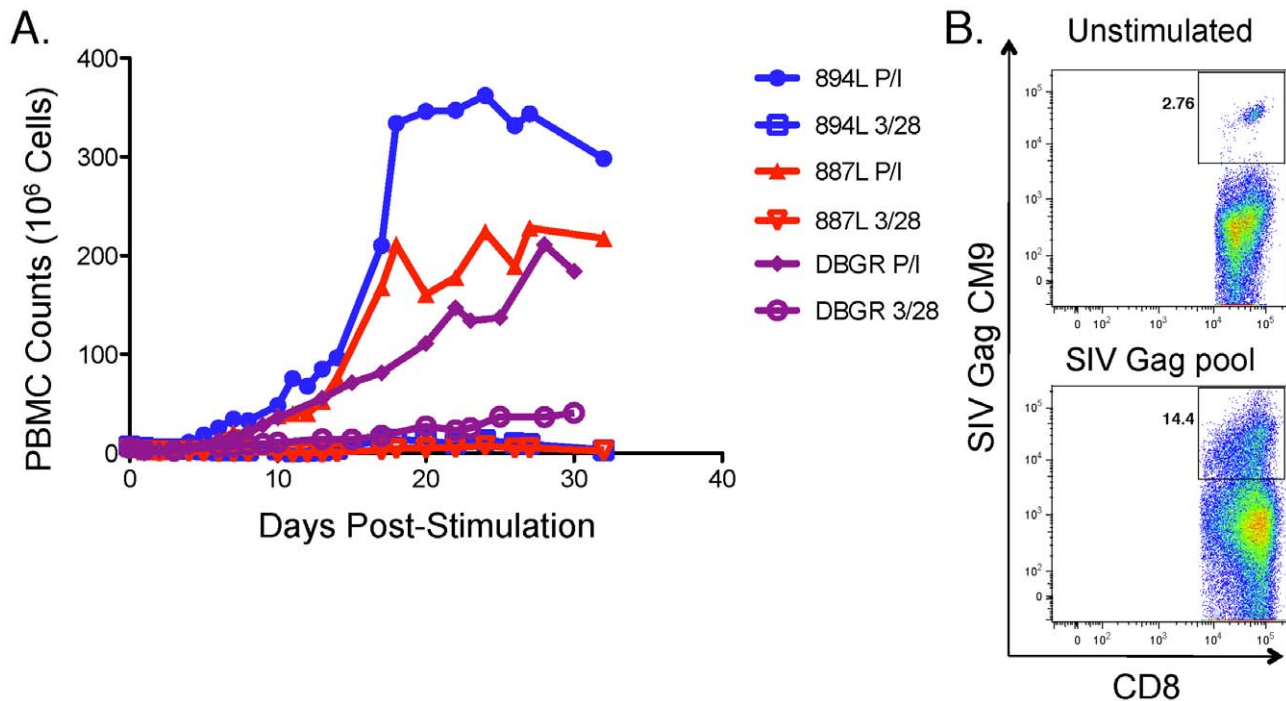 A.
PBMC Counts (10⁶ Cells)
400
300
200
100
0
0 10 20 30 40
Days Post-Stimulation
894L P/I
894L 3/28
887L P/I
887L 3/28
DBGR P/I
DBGR 3/28
B.
Unstimulated
SIV Gag CM9
10⁵
10⁴
10³
10²
0
2.76
0 10² 10³ 10⁴ 10⁵
SIV Gag pool
10⁵
10⁴
10³
10²
0
14.4
0 10² 10³ 10⁴ 10⁵
CD8